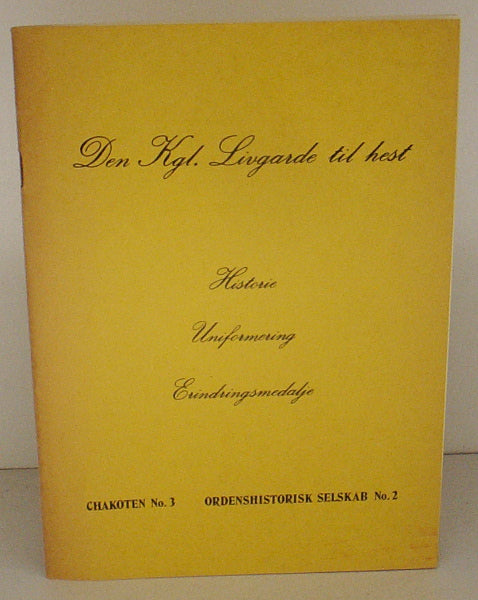 Den Kgl. Livgarde til hest
Historie
Uniformering
Erindringsmedalje
CHAKOTEN No. 3 ORDENSHISTORISK SELSKAB No. 2